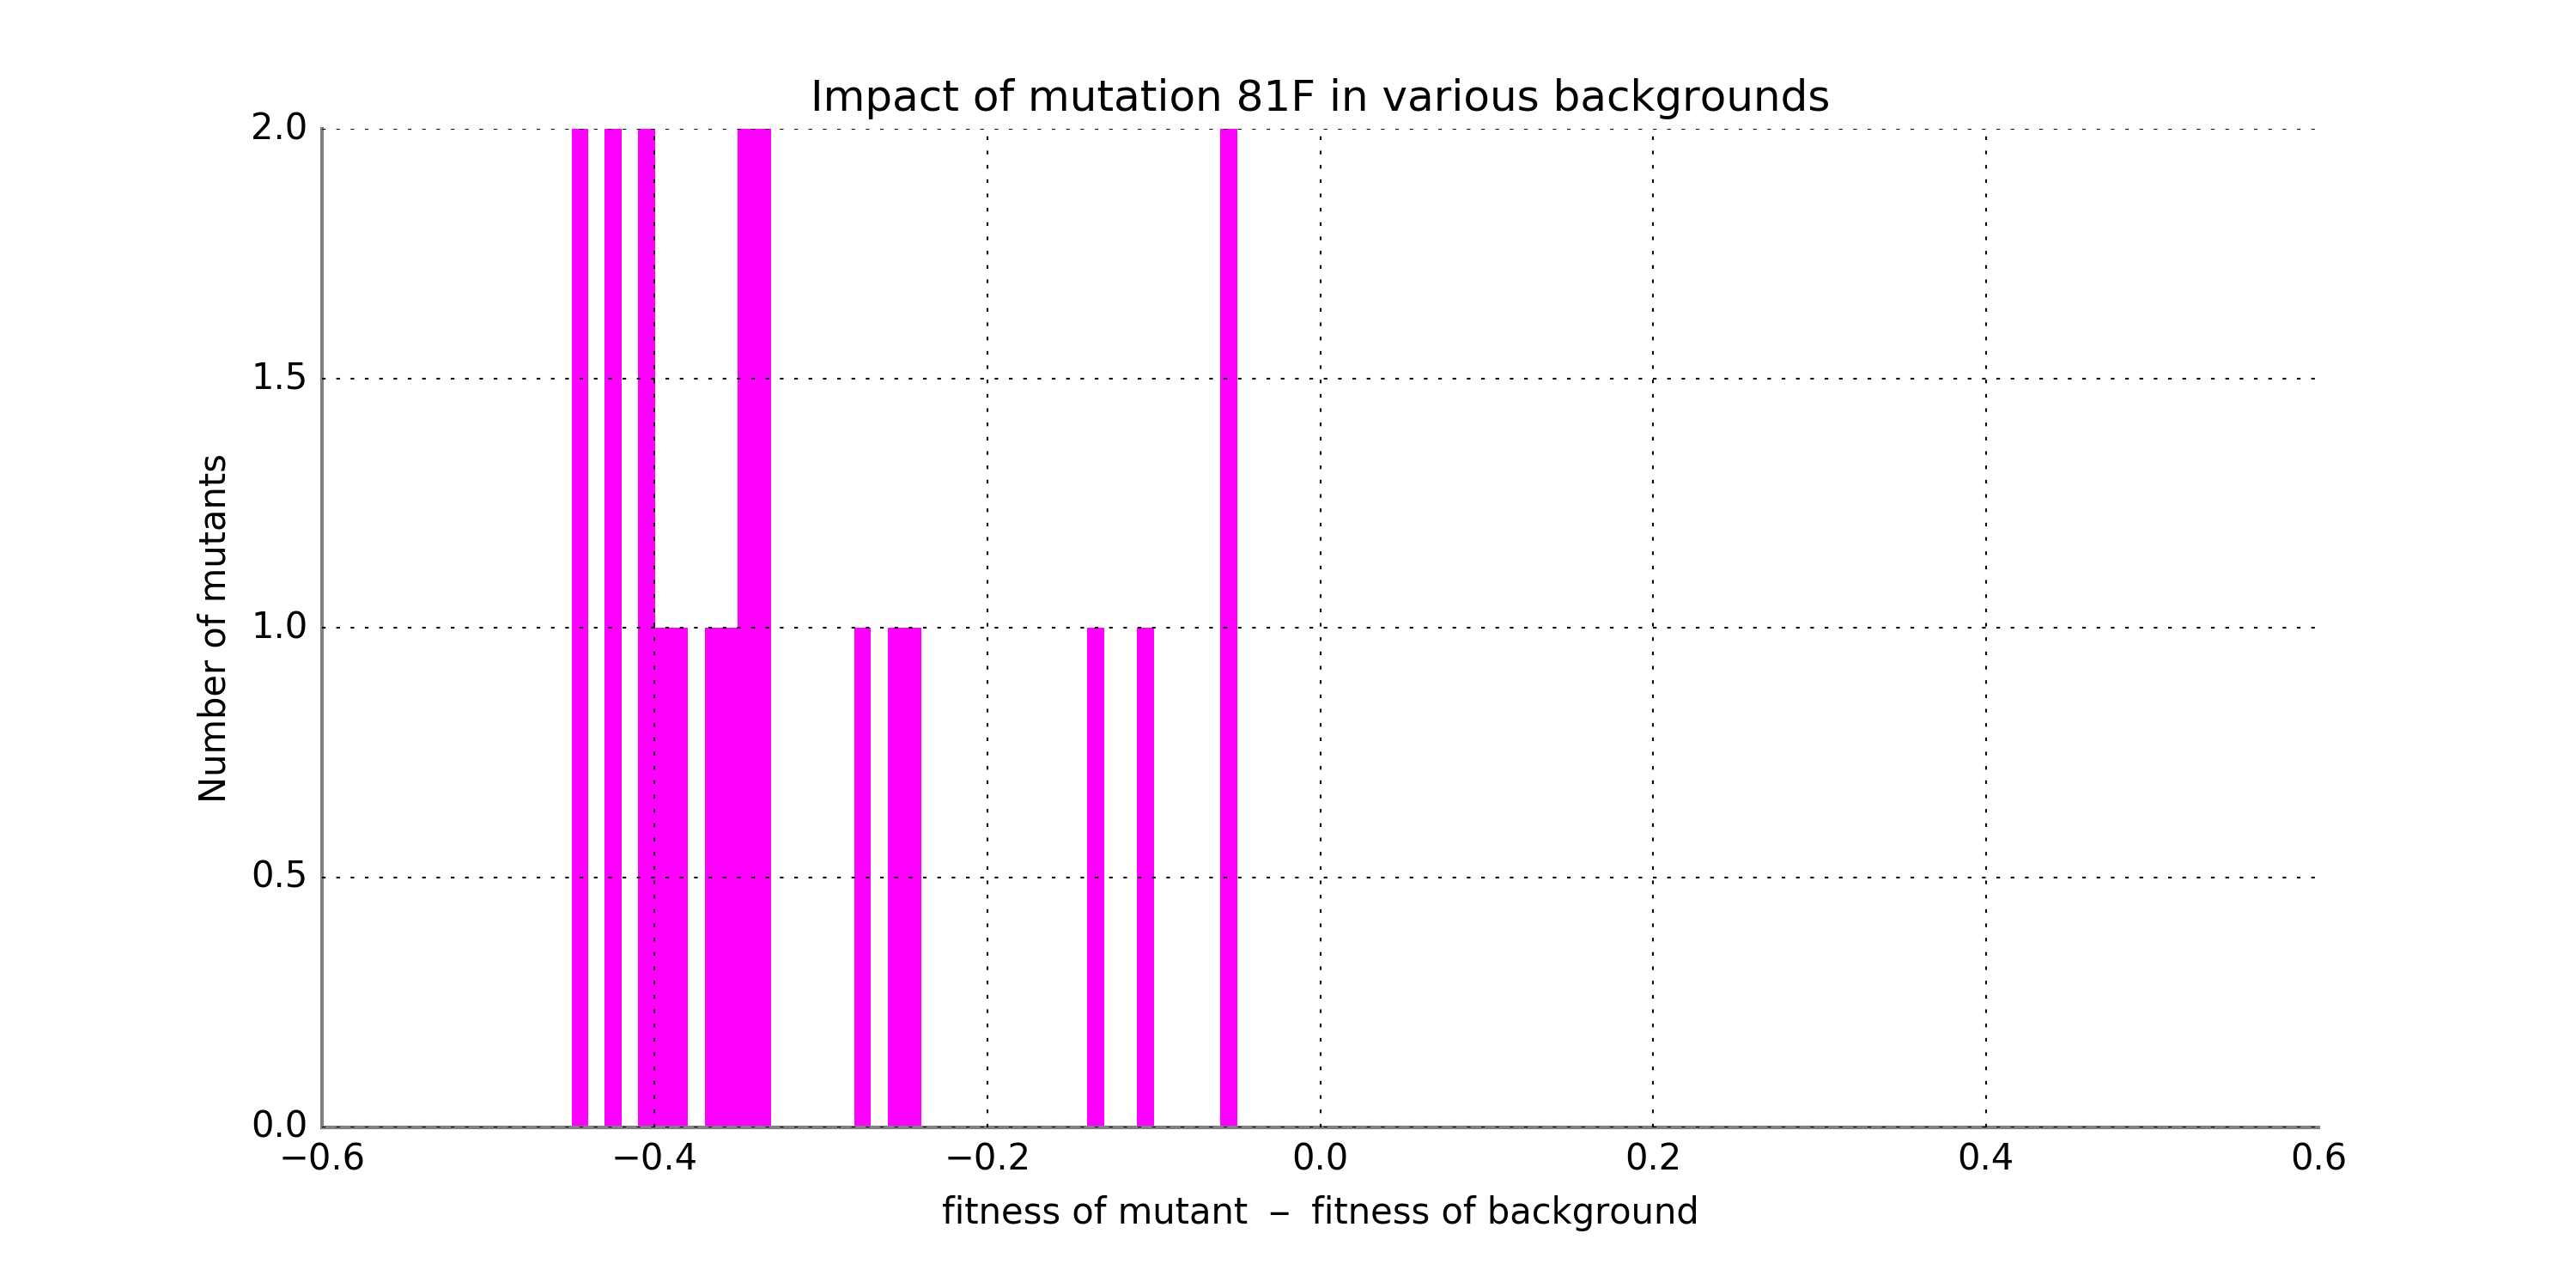 Impact of mutation 81F in various backgrounds
2.0
1.5
1.0
0.5
0.0
Number of mutants
−0.6 −0.4 −0.2 0.0 0.2 0.4 0.6
fitness of mutant − fitness of background